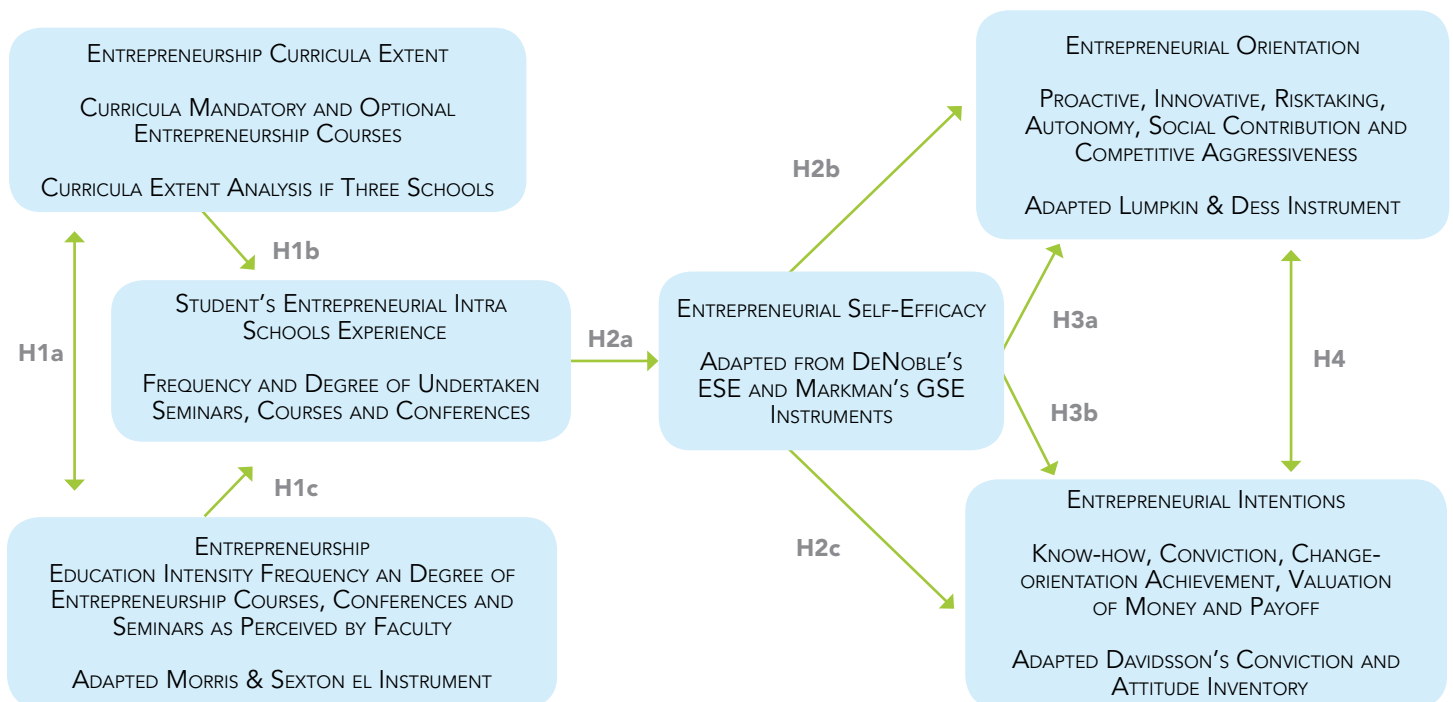 Entrepreneurship Curricula Extent
Curricula Mandatory and Optional
Entrepreneurship Courses
Curricula Extent Analysis if Three Schools
H1b
H1a
Student's Entrepreneurial Intra
Schools Experience
Frequency and Degree of Undertaken
Seminars, Courses and Conferences
H1c
Entrepreneurship
Education Intensity Frequency an Degree of
Entrepreneurship Courses, Conferences and
Seminars as Perceived by Faculty
Adapted Morris & Sexton el Instrument
H2a
Entrepreneurial Self-Efficacy
Adapted from DeNoble's
ESE and Markman's GSE
Instruments
H2b
H2c
H3a
H3b
Entrepreneurial Orientation
Proactive, Innovative, Risktaking,
Autonomy, Social Contribution and
Competitive Aggressiveness
Adapted Lumpkin & Dess Instrument
H4
Entrepreneurial Intentions
Know-how, Conviction, Change-
orientation Achievement, Valuation
of Money and Payoff
Adapted Davidsson's Conviction and
Attitude Inventory